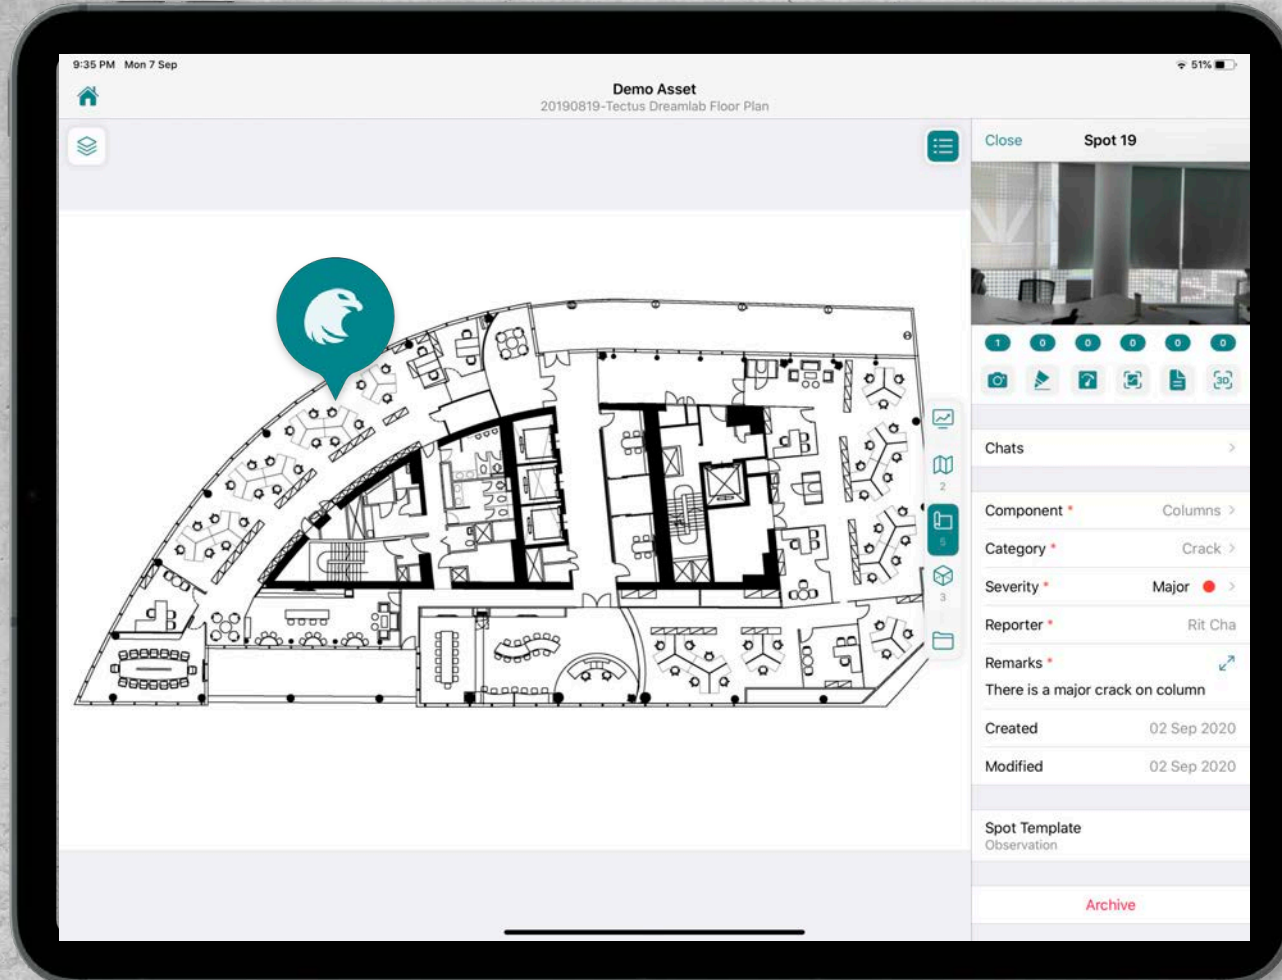 9:35 PM Mon 7 Sep
51%
Demo Asset
20190819-Tectus Dreamlab Floor Plan
Close
Spot 19
1 0 0 0 0 0
3D
Chats
2
5
3
Component *
Columns
Category *
Crack
Severity *
Major
Reporter *
Rit Cha
Remarks *
There is a major crack on column
Created
02 Sep 2020
Modified
02 Sep 2020
Spot Template
Observation
Archive